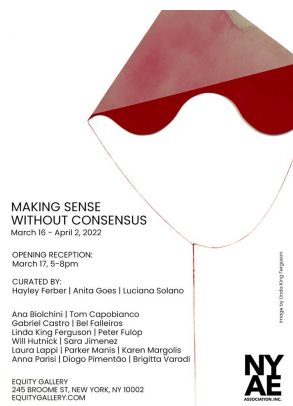 MAKING SENSE
WITHOUT CONSENSUS
March 16 - April 2, 2022
OPENING RECEPTION:
March 17, 5-8pm
CURATED BY:
Hayley Ferber | Anita Goes | Luciana Solano
Ana Biolchini | Tom Capobianco
Gabriel Castro | Bel Falleiros
Linda King Ferguson | Peter Fulop
Will Hutnick | Sara Jimenez
Laura Lappi | Parker Manis | Karen Margolis
Anna Parisi | Diogo Pimentão | Brigitta Varadi
EQUITY GALLERY
245 BROOME ST, NEW YORK, NY 10002
EQUITYGALLERY.COM
Image by Linda King Ferguson
NY
AE
ASSOCIATION, INC.